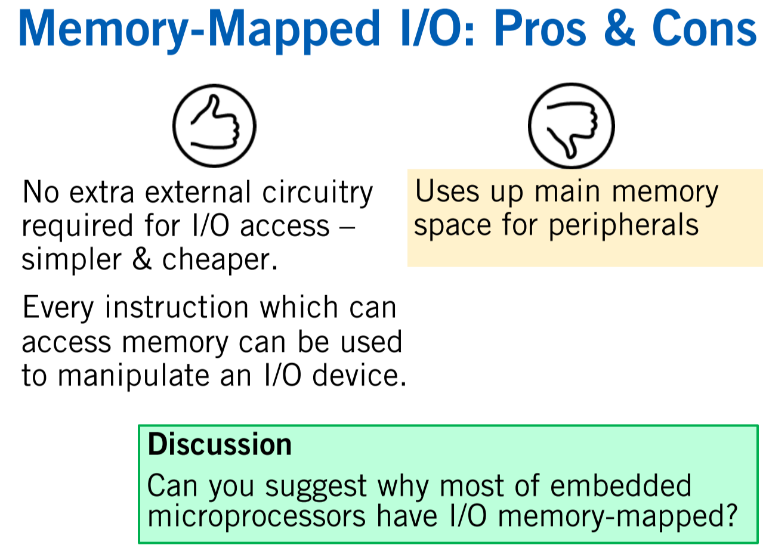 Memory-Mapped I/O: Pros & Cons
No extra external circuitry
required for I/O access –
simpler & cheaper.
Every instruction which can
access memory can be used
to manipulate an I/O device.
Uses up main memory
space for peripherals
Discussion
Can you suggest why most of embedded
microprocessors have I/O memory-mapped?